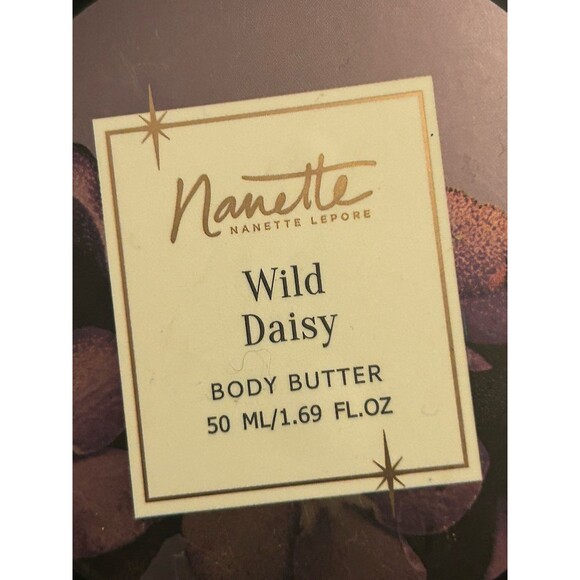 Nanette
NANETTE LEPORE
Wild
Daisy
BODY BUTTER
50 ML/1.69 FL.OZ